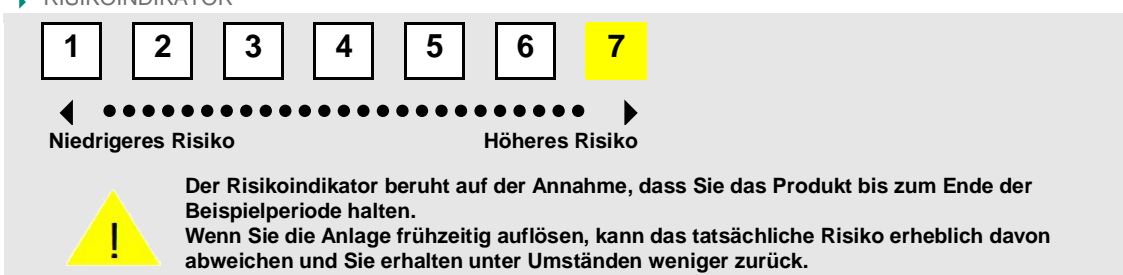 RISIKOINDIKATOR
1 2 3 4 5 6 7
Niedrigeres Risiko Höheres Risiko
Der Risikoindikator beruht auf der Annahme, dass Sie das Produkt bis zum Ende der
Beispielperiode halten.
Wenn Sie die Anlage frühzeitig auflösen, kann das tatsächliche Risiko erheblich davon
abweichen und Sie erhalten unter Umständen weniger zurück.
!